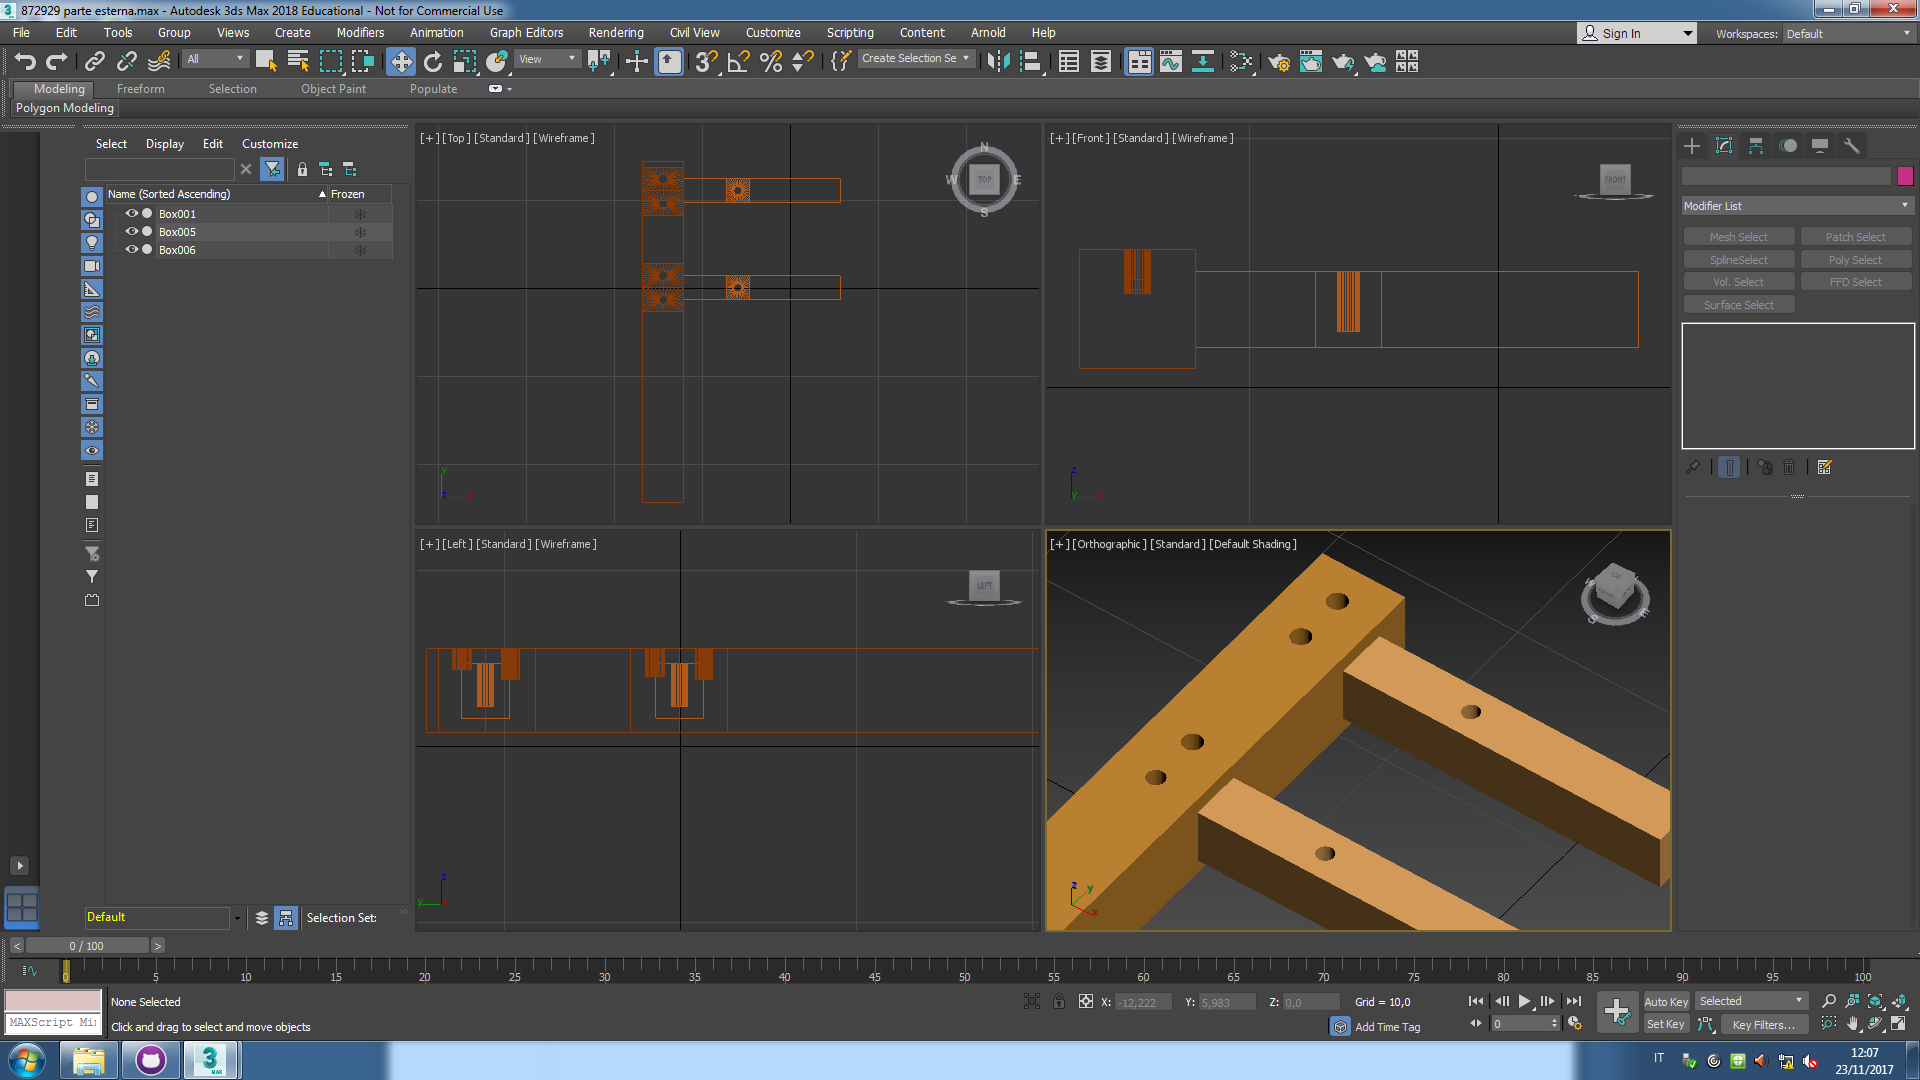 872929 parte esterna.max - Autodesk 3ds Max 2018 Educational - Not for Commercial Use
File Edit Tools Group Views Create Modifiers Animation Graph Editors Rendering Civil View Customize Scripting Content Arnold Help
Sign In Workspaces: Default
All View Create Selection Se
Modeling Freeform Selection Object Paint Populate
Polygon Modeling
Select Display Edit Customize
Name (Sorted Ascending) Frozen
Box001
Box005
Box006
[+] [Top] [Standard] [Wireframe]
N
W TOP E
S
y
z x
[+] [Front] [Standard] [Wireframe]
FRONT
z
y x
[+] [Left] [Standard] [Wireframe]
LEFT
z
y x
[+] [Orthographic] [Standard] [Default Shading]
TOP
S E
z y
x
Modifier List
Mesh Select Patch Select
SplineSelect Poly Select
Vol. Select FFD Select
Surface Select
Default Selection Set:
< 0 / 100 >
0 5 10 15 20 25 30 35 40 45 50 55 60 65 70 75 80 85 90 95 100
None Selected X: -12,222 Y: 5,983 Z: 0,0 Grid = 10,0 Auto Key Selected
MAXScript Mi
Click and drag to select and move objects Add Time Tag 0 Set Key Key Filters...
3 MAX
IT 12:07
23/11/2017